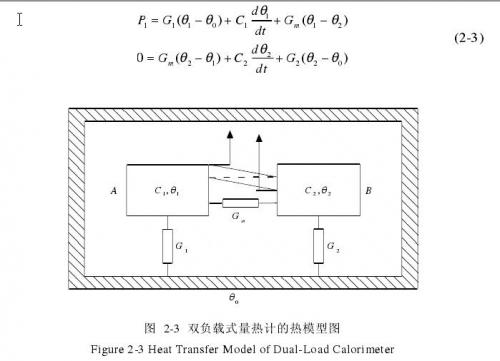 P₁ = G₁(θ₁ − θ₀) + C₁ dθ₁/dt + Gₘ(θ₁ − θ₂)
0 = Gₘ(θ₂ − θ₁) + C₂ dθ₂/dt + G₂(θ₂ − θ₀)
(2-3)
A
C₁,θ₁
C₂,θ₂
B
Gₘ
G₁
G₂
θ₀
图 2-3 双负载式量热计的热模型图
Figure 2-3 Heat Transfer Model of Dual-Load Calorimeter